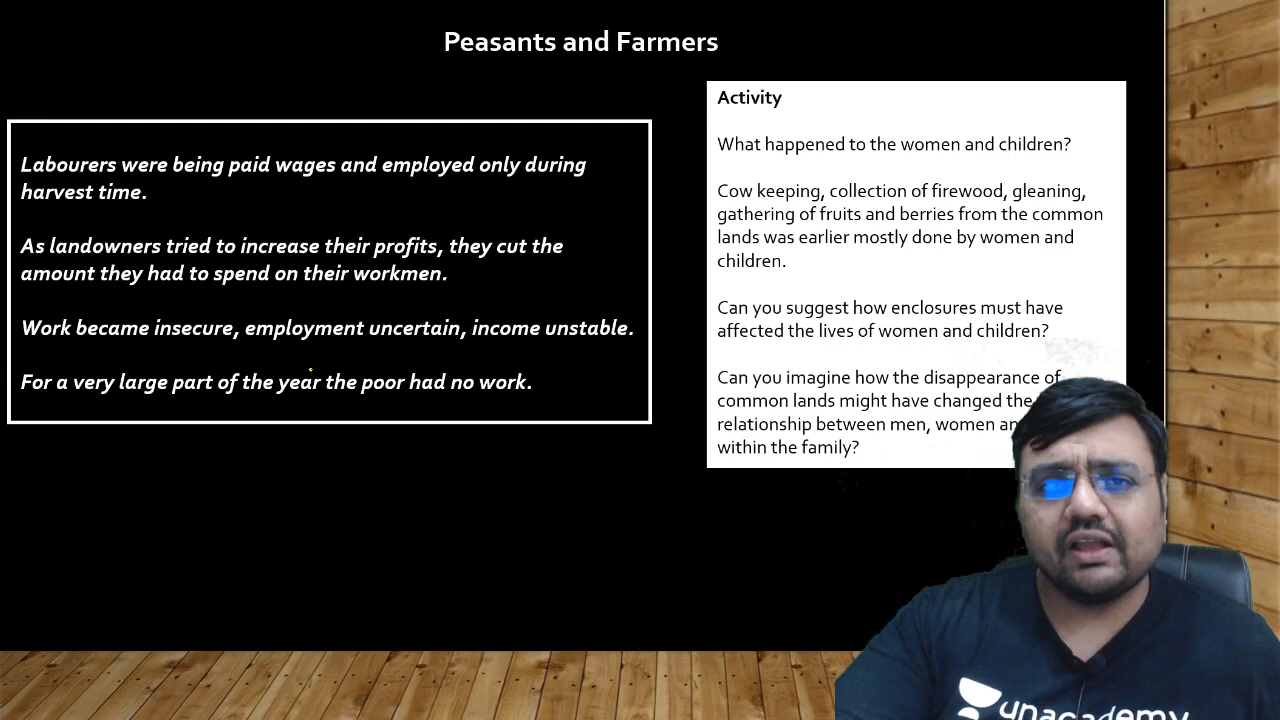 Peasants and Farmers
Labourers were being paid wages and employed only during
harvest time.
As landowners tried to increase their profits, they cut the
amount they had to spend on their workmen.
Work became insecure, employment uncertain, income unstable.
For a very large part of the year the poor had no work.
Activity
What happened to the women and children?
Cow keeping, collection of firewood, gleaning,
gathering of fruits and berries from the common
lands was earlier mostly done by women and
children.
Can you suggest how enclosures must have
affected the lives of women and children?
Can you imagine how the disappearance of
common lands might have changed the
relationship between men, women
within the family?
unacademy